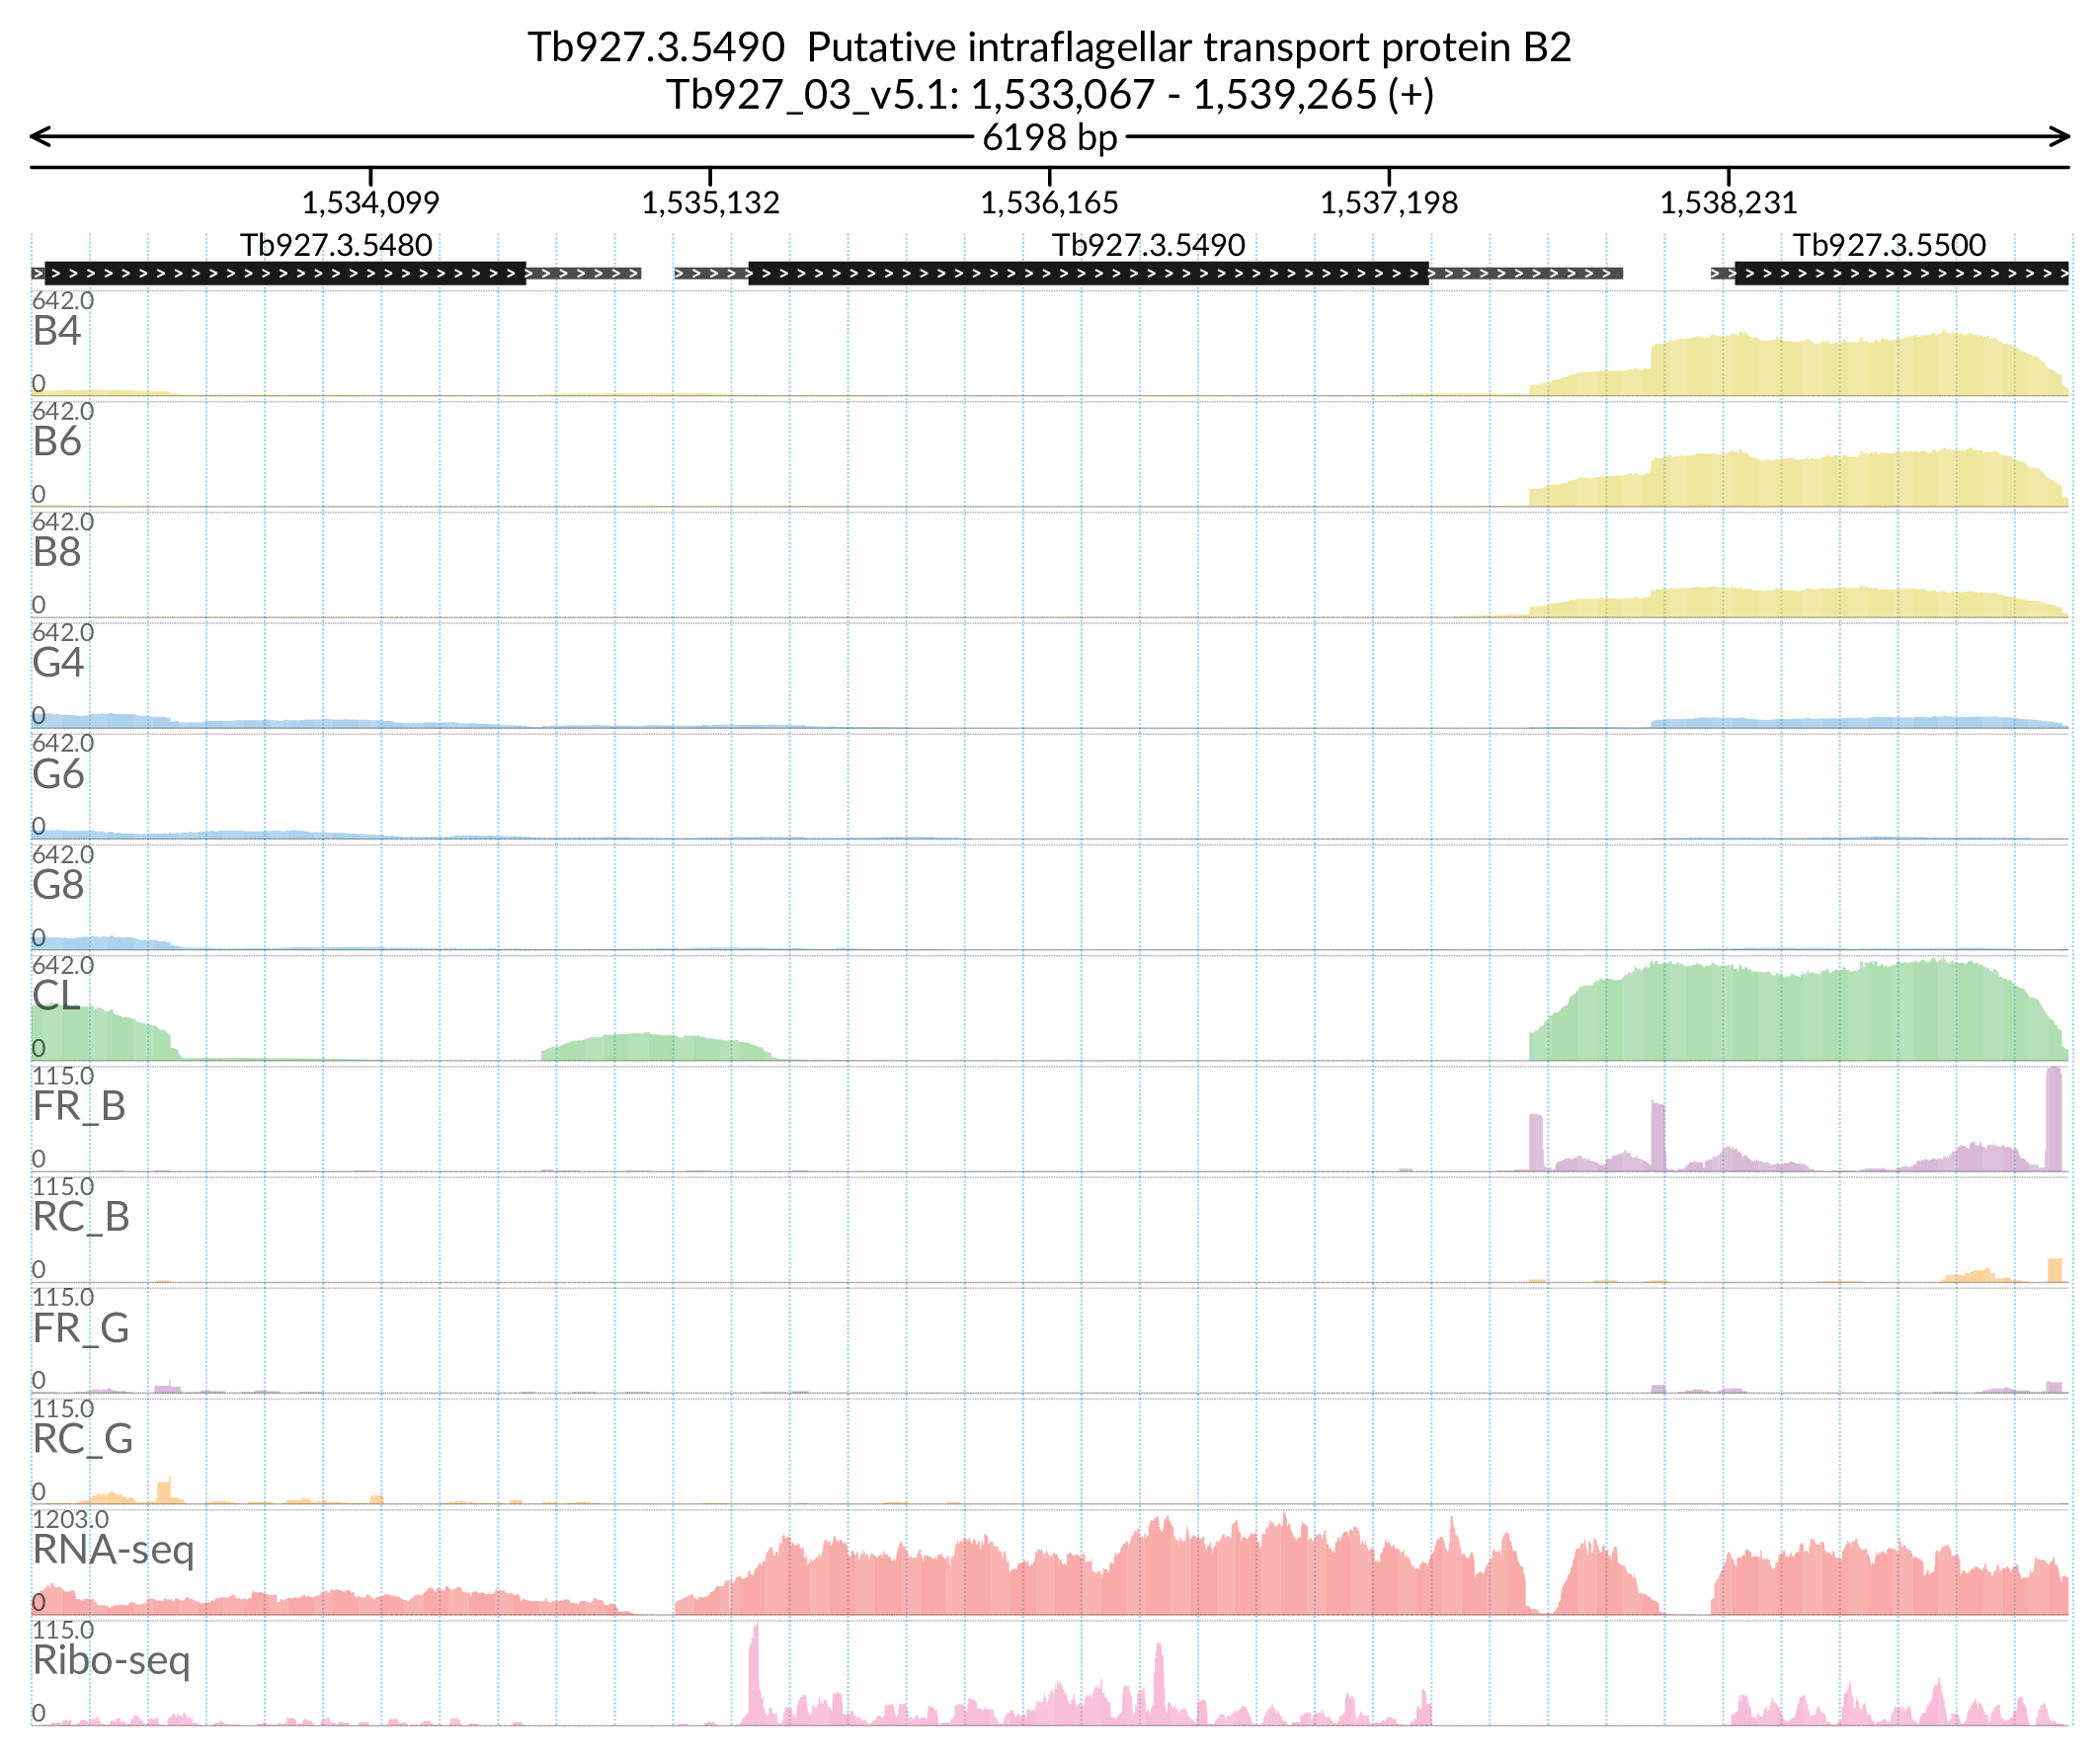 Tb927.3.5490 Putative intraflagellar transport protein B2
Tb927_03_v5.1: 1,533,067 - 1,539,265 (+)
6198 bp
1,534,099 1,535,132 1,536,165 1,537,198 1,538,231
Tb927.3.5480 Tb927.3.5490 Tb927.3.5500
642.0
B4
0
642.0
B6
0
642.0
B8
0
642.0
G4
0
642.0
G6
0
642.0
G8
0
642.0
CL
0
115.0
FR_B
0
115.0
RC_B
0
115.0
FR_G
0
115.0
RC_G
0
1203.0
RNA-seq
0
115.0
Ribo-seq
0